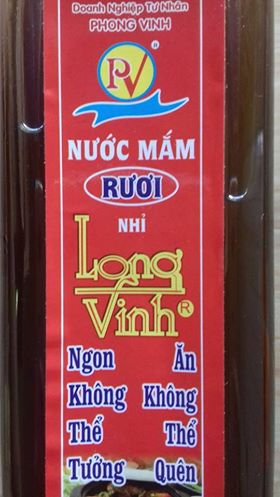 Doanh Nghiệp Tư Nhân
PHONG VINH
PV®
NƯỚC MẮM
RƯƠI
NHỈ
Long
Vinh®
Ngon Ăn
Không Không
Thể Thể
Tưởng Quên